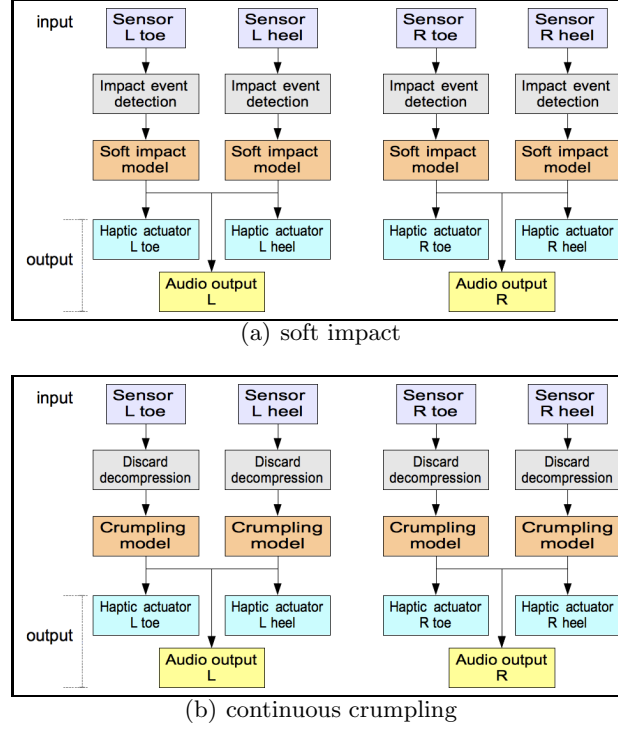 input
Sensor
L toe
Sensor
L heel
Sensor
R toe
Sensor
R heel
Impact event
detection
Impact event
detection
Impact event
detection
Impact event
detection
Soft impact
model
Soft impact
model
Soft impact
model
Soft impact
model
output
Haptic actuator
L toe
Haptic actuator
L heel
Haptic actuator
R toe
Haptic actuator
R heel
Audio output
L
Audio output
R
(a) soft impact
input
Sensor
L toe
Sensor
L heel
Sensor
R toe
Sensor
R heel
Discard
decompression
Discard
decompression
Discard
decompression
Discard
decompression
Crumpling
model
Crumpling
model
Crumpling
model
Crumpling
model
output
Haptic actuator
L toe
Haptic actuator
L heel
Haptic actuator
R toe
Haptic actuator
R heel
Audio output
L
Audio output
R
(b) continuous crumpling